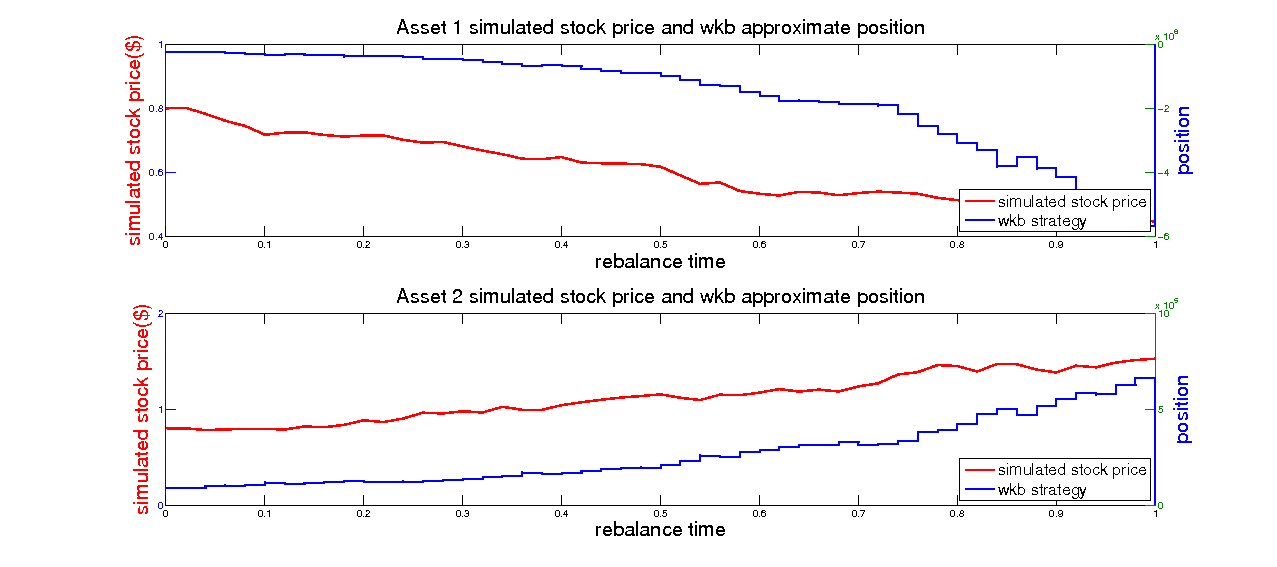 Asset 1 simulated stock price and wkb approximate position
simulated stock price($)
1
0.8
0.6
0.4
0
-2
-4
-6
position
simulated stock price
wkb strategy
0 0.1 0.2 0.3 0.4 0.5 0.6 0.7 0.8 0.9 1
rebalance time
Asset 2 simulated stock price and wkb approximate position
simulated stock price($)
2
1
0
10
5
0
position
simulated stock price
wkb strategy
0 0.1 0.2 0.3 0.4 0.5 0.6 0.7 0.8 0.9 1
rebalance time